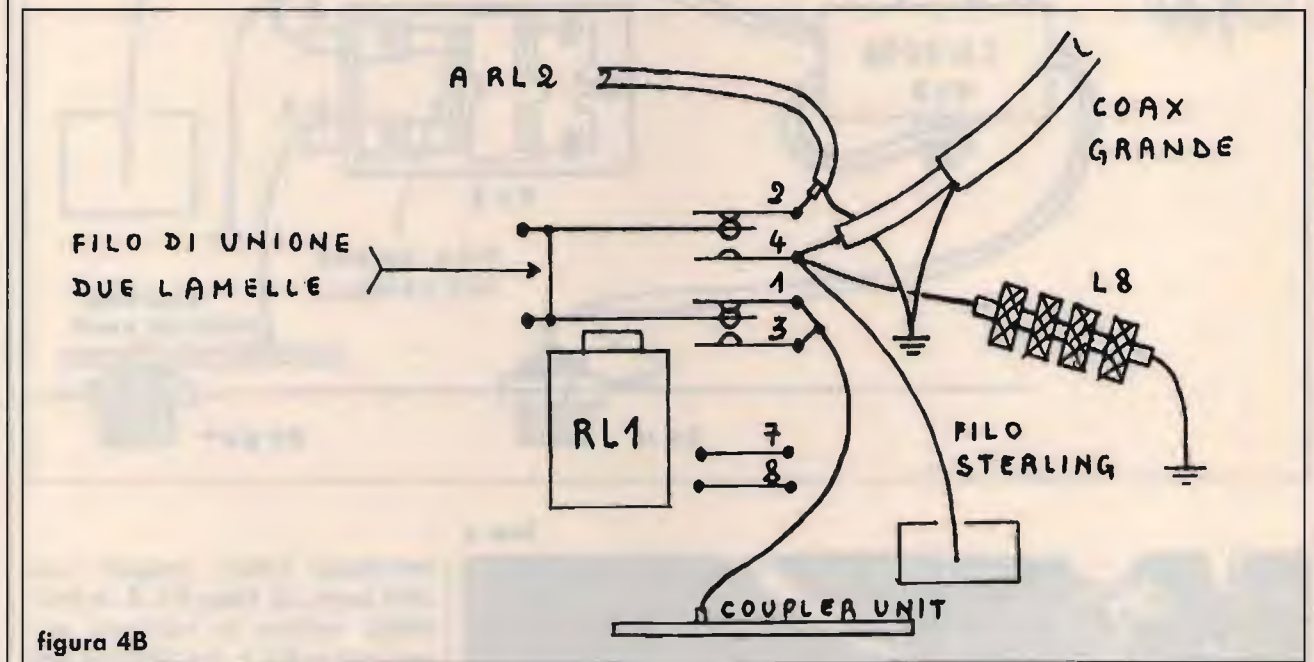 A RL2
COAX
GRANDE
2
4
1
3
FILO DI UNIONE
DUE LAMELLE
L8
RL1
7
8
FILO
STERLING
COUPLER UNIT
figura 4B